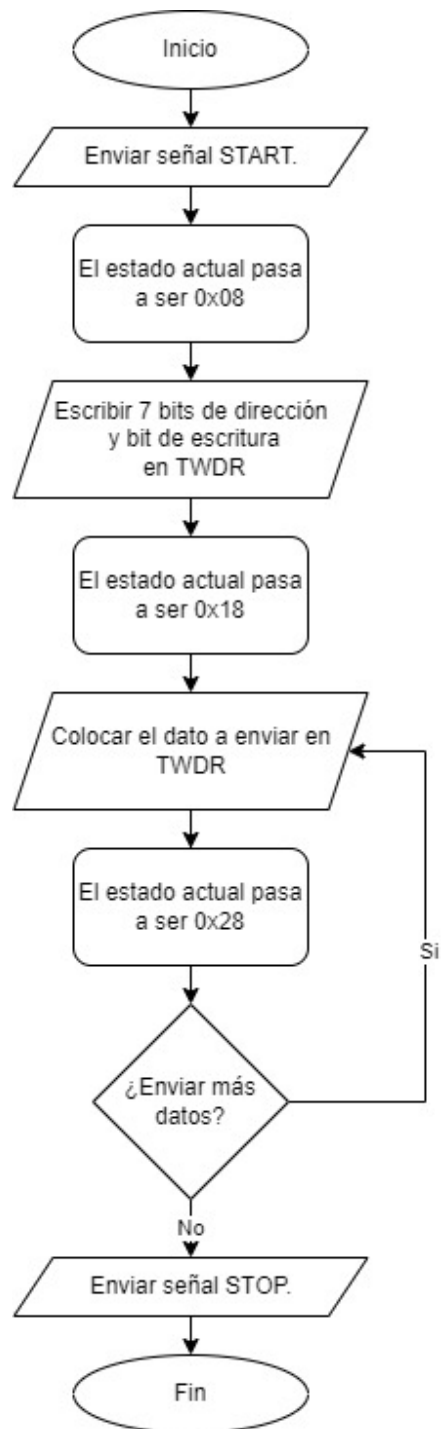 Inicio
Enviar señal START.
El estado actual pasa
a ser 0x08
Escribir 7 bits de dirección
y bit de escritura
en TWDR
El estado actual pasa
a ser 0x18
Colocar el dato a enviar en
TWDR
El estado actual pasa
a ser 0x28
Si
¿Enviar más
datos?
No
Enviar señal STOP.
Fin